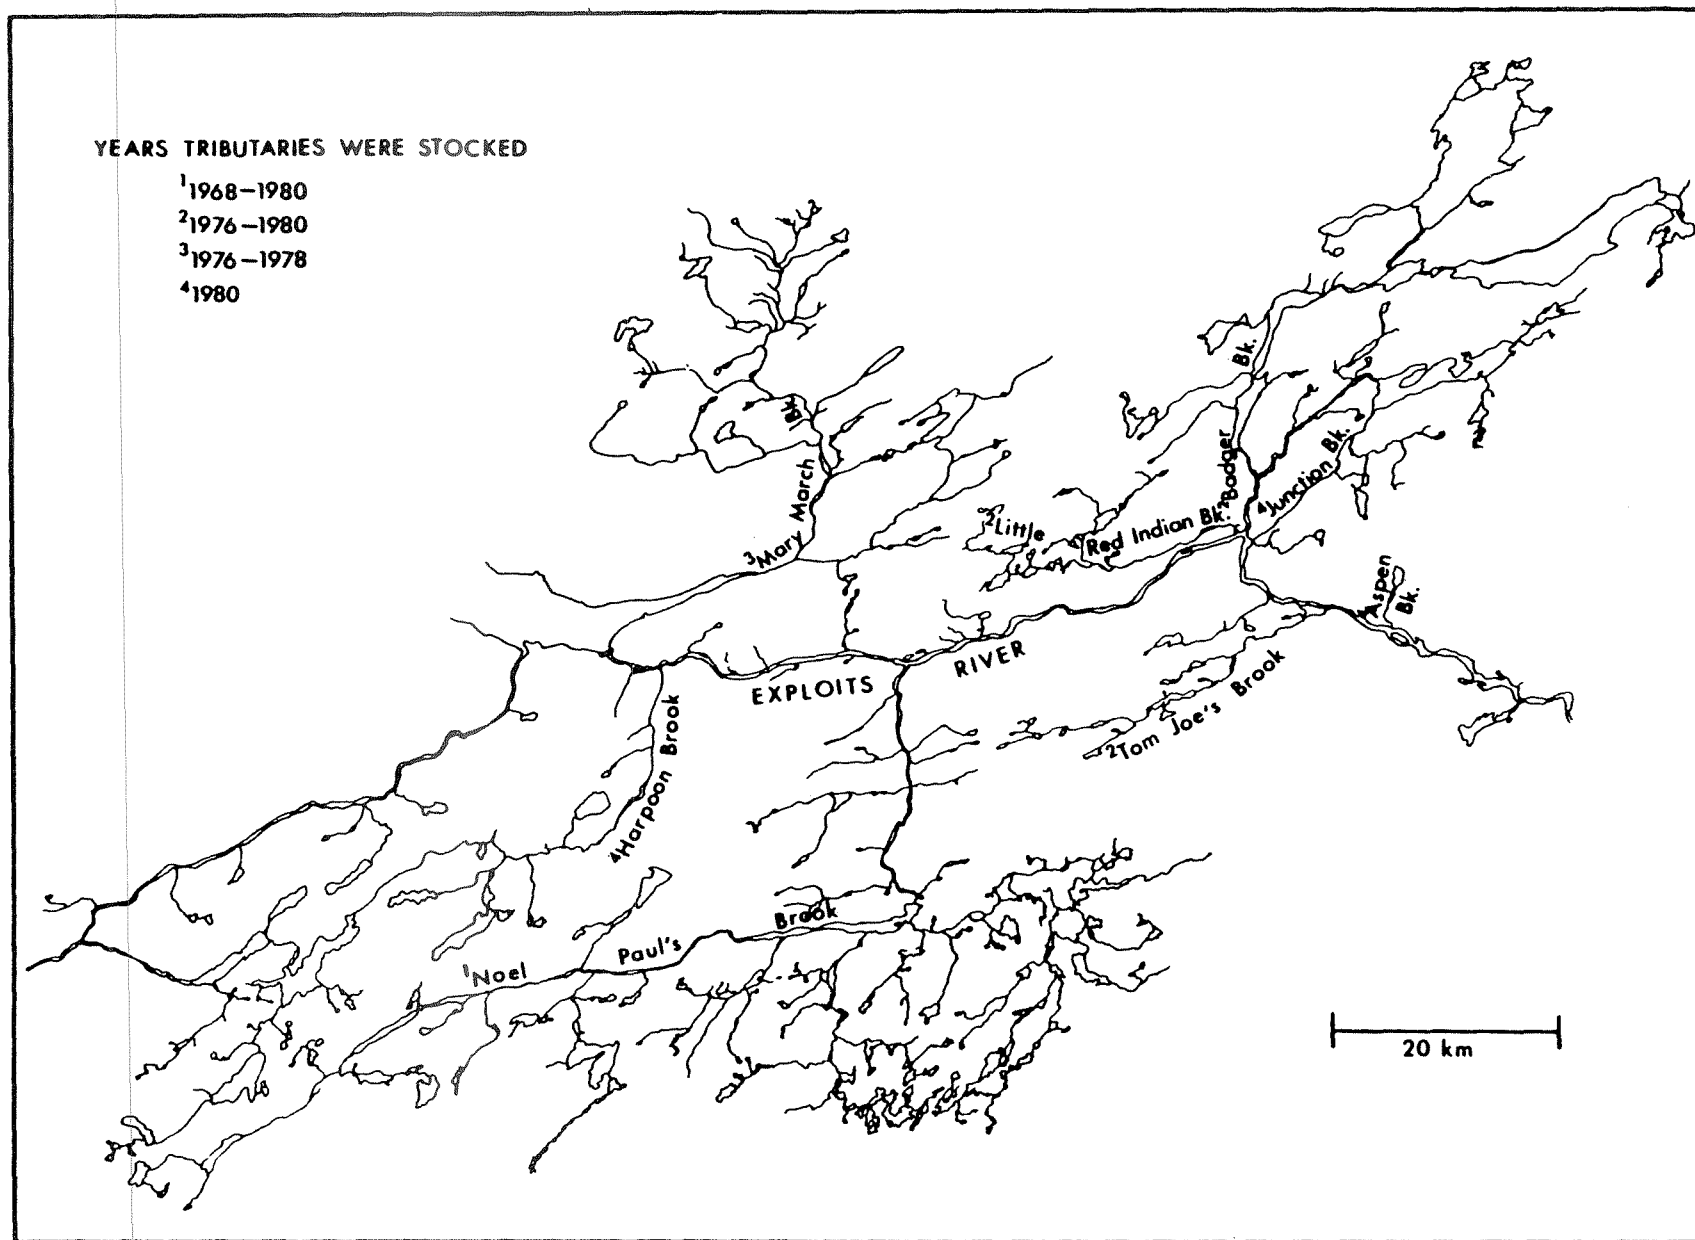 YEARS TRIBUTARIES WERE STOCKED
¹1968–1980
²1976–1980
³1976–1978
⁴1980
³Mary March Bk.
²Little Red Indian Bk.
²Badger Bk.
⁴Junction Bk.
Aspen Bk.
EXPLOITS RIVER
²Tom Joe's Brook
⁴Harpoon Brook
¹Noel Paul's Brook
20 km